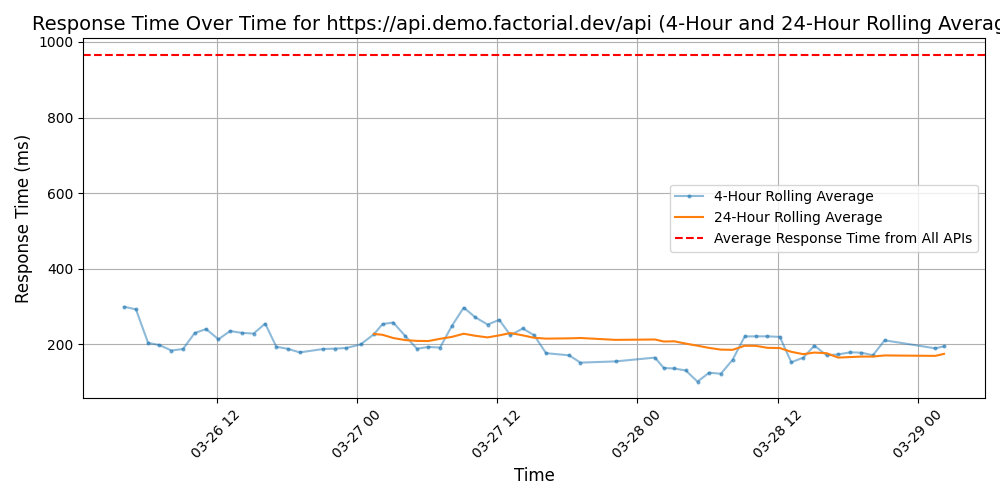 Response Time Over Time for https://api.demo.factorial.dev/api (4-Hour and 24-Hour Rolling Averag
Response Time (ms)
1000
800
600
400
200
4-Hour Rolling Average
24-Hour Rolling Average
Average Response Time from All APIs
03-26 12
03-27 00
03-27 12
03-28 00
03-28 12
03-29 00
Time